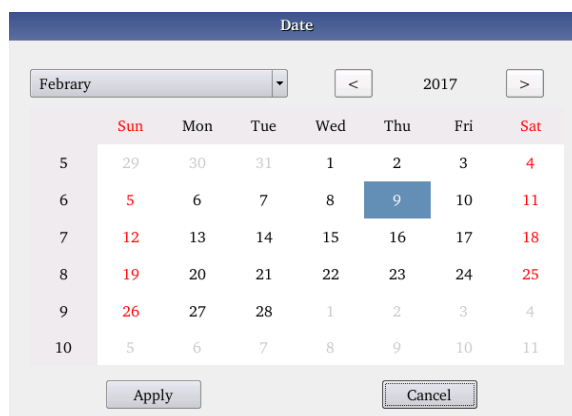 Date
Febrary < 2017 >
Sun Mon Tue Wed Thu Fri Sat
5 29 30 31 1 2 3 4
6 5 6 7 8 9 10 11
7 12 13 14 15 16 17 18
8 19 20 21 22 23 24 25
9 26 27 28 1 2 3 4
10 5 6 7 8 9 10 11
Apply Cancel